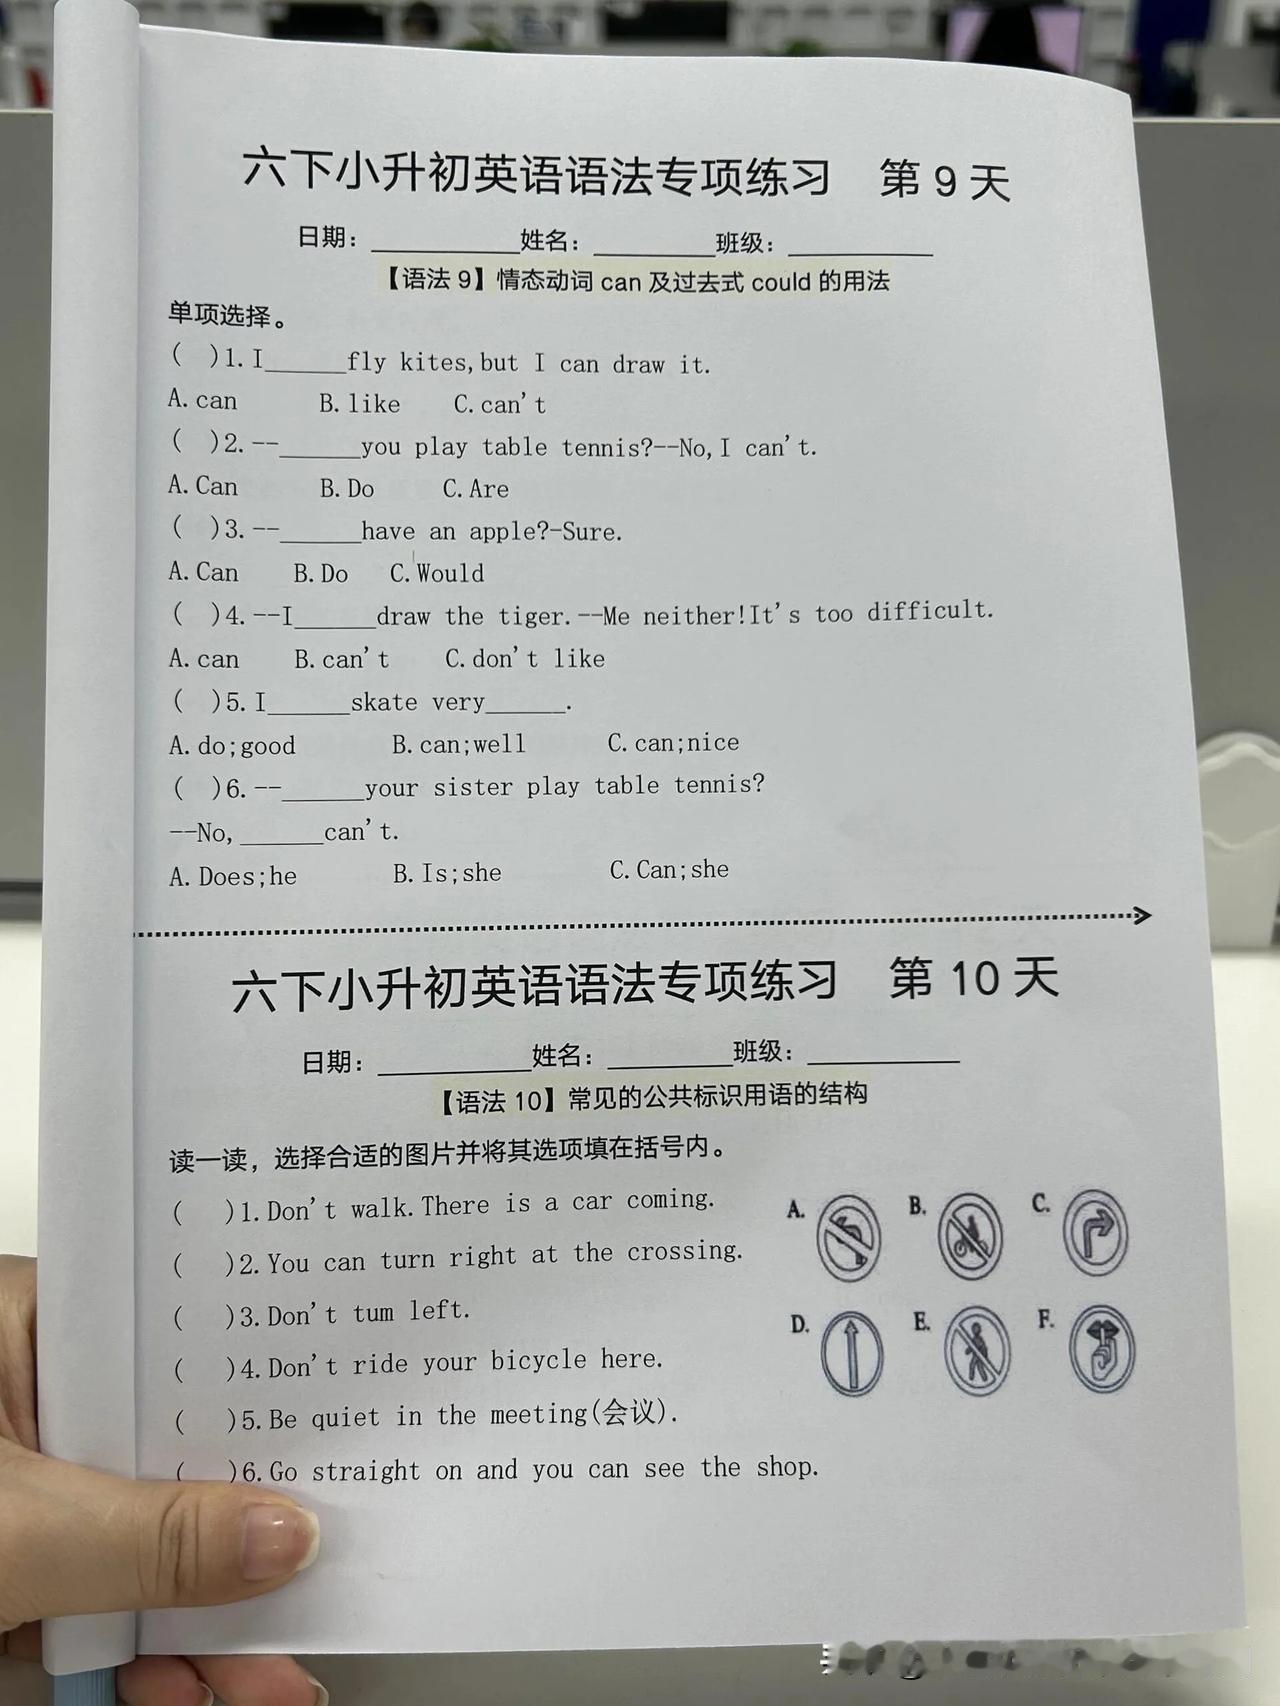 六下小升初英语语法专项练习 第9天
日期：__________姓名：________班级：__________
【语法9】情态动词 can 及过去式 could 的用法
单项选择。
( )1.I______fly kites,but I can draw it.
A.can B.like C.can't
( )2.--______you play table tennis?--No,I can't.
A.Can B.Do C.Are
( )3.--______have an apple?-Sure.
A.Can B.Do C.Would
( )4.--I______draw the tiger.--Me neither!It's too difficult.
A.can B.can't C.don't like
( )5.I______skate very______.
A.do;good B.can;well C.can;nice
( )6.--______your sister play table tennis?
--No,______can't.
A.Does;he B.Is;she C.Can;she
六下小升初英语语法专项练习 第10天
日期：__________姓名：________班级：__________
【语法10】常见的公共标识用语的结构
读一读，选择合适的图片并将其选项填在括号内。
( )1.Don't walk.There is a car coming.
( )2.You can turn right at the crossing.
( )3.Don't tum left.
( )4.Don't ride your bicycle here.
( )5.Be quiet in the meeting(会议).
( )6.Go straight on and you can see the shop.
A. B. C.
D. E. F.